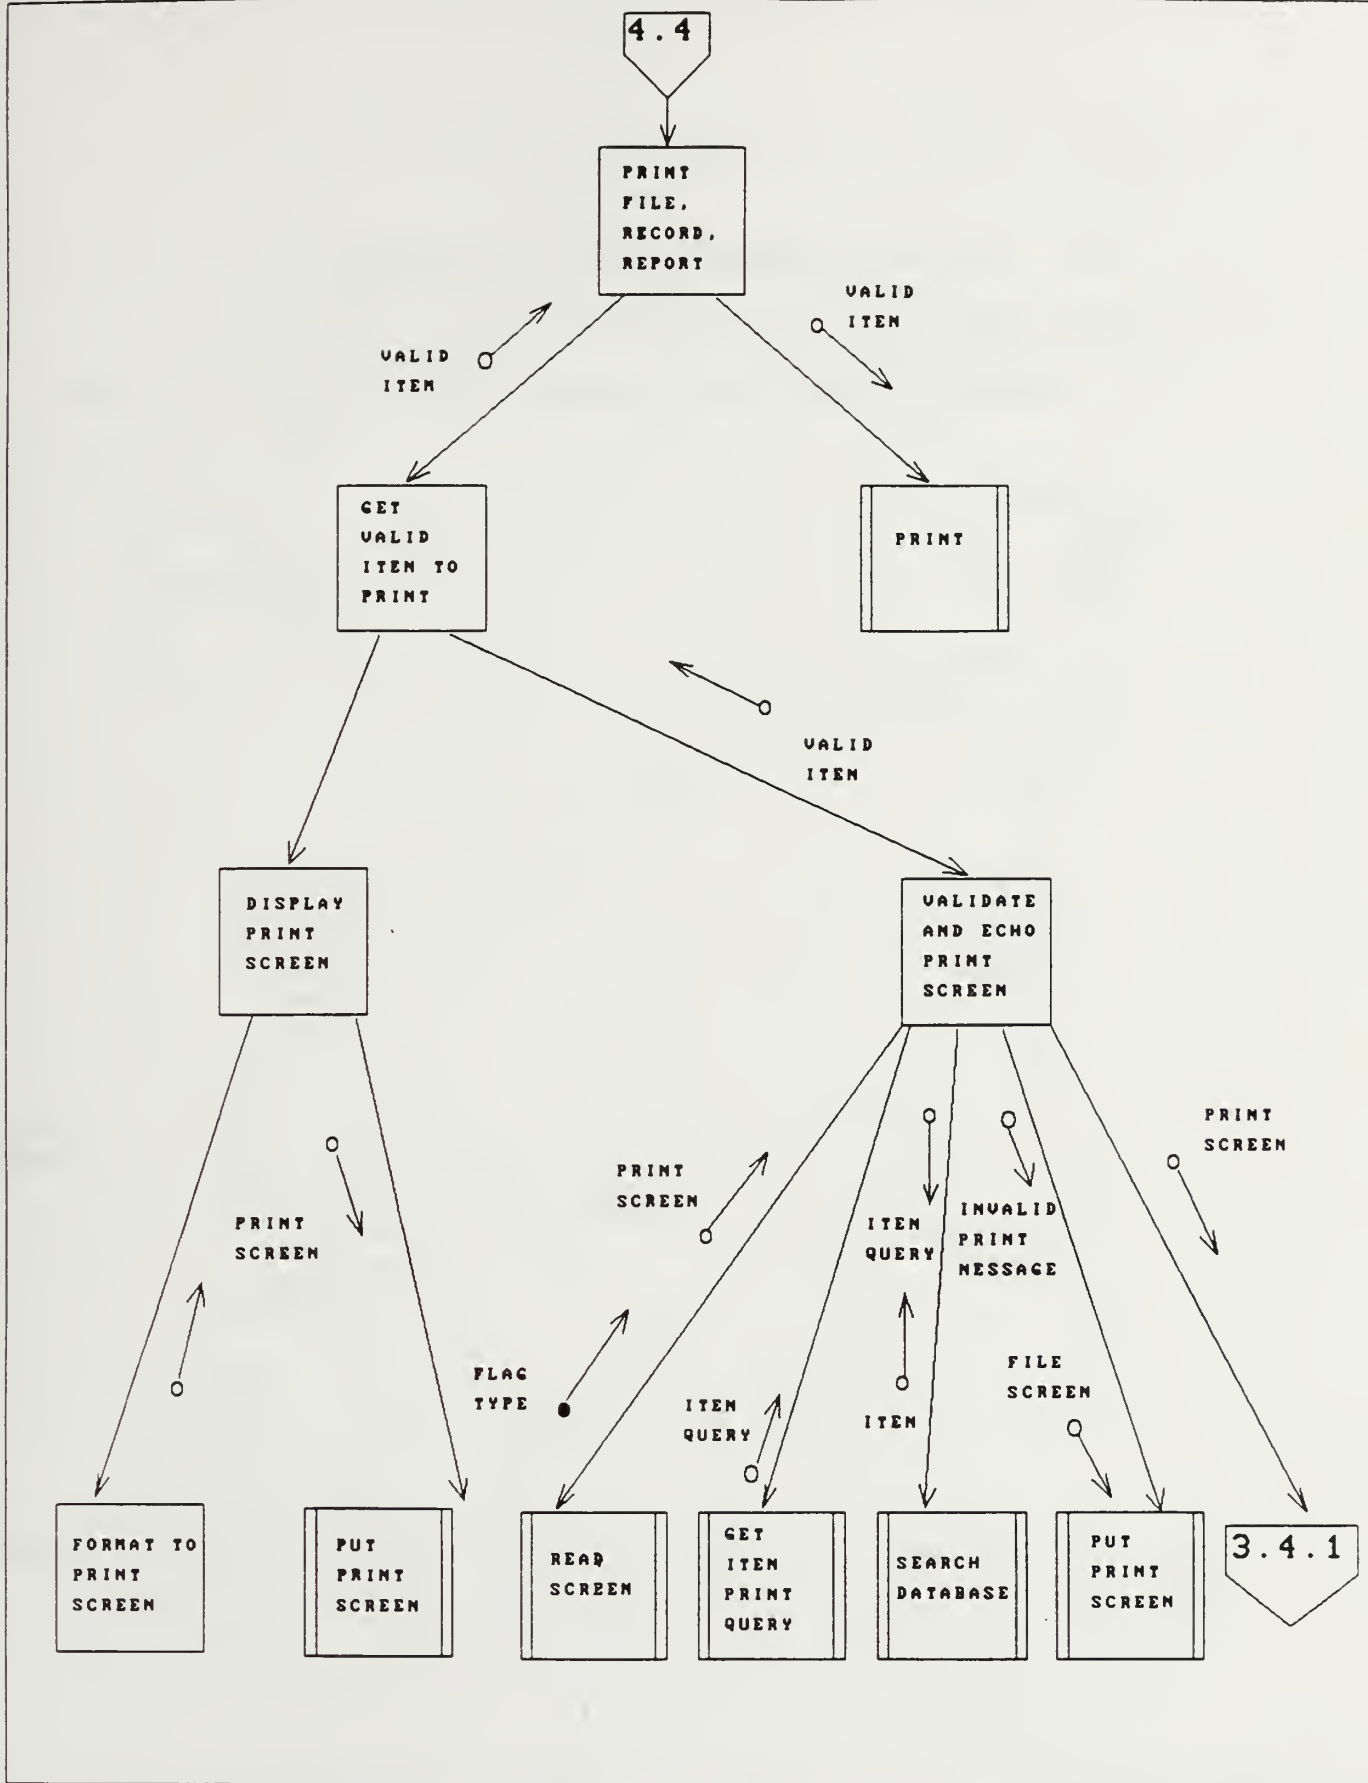 4.4
PRINT
FILE,
RECORD,
REPORT
VALID
ITEM
VALID
ITEM
GET
VALID
ITEM TO
PRINT
PRINT
VALID
ITEM
DISPLAY
PRINT
SCREEN
VALIDATE
AND ECHO
PRINT
SCREEN
PRINT
SCREEN
PRINT
SCREEN
ITEM
QUERY
INVALID
PRINT
MESSAGE
PRINT
SCREEN
FLAG
TYPE
ITEM
QUERY
ITEM
FILE
SCREEN
FORMAT TO
PRINT
SCREEN
PUT
PRINT
SCREEN
READ
SCREEN
GET
ITEM
PRINT
QUERY
SEARCH
DATABASE
PUT
PRINT
SCREEN
3.4.1